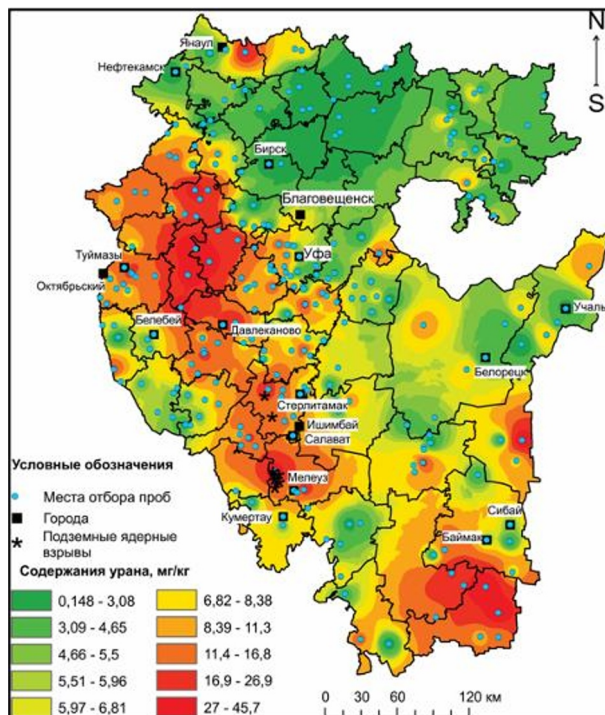 N
S
Янаул
Нефтекамск
Бирск
Благовещенск
Туймазы
Уфа
Октябрьский
Учалы
Белебей
Давлеканово
Белорецк
Стерлитамак
Ишимбай
Салават
Мелеуз
Кумертау
Сибай
Баймак
Условные обозначения
Места отбора проб
Города
Подземные ядерные
взрывы
Содержания урана, мг/кг
0,148 - 3,08
6,82 - 8,38
3,09 - 4,65
8,39 - 11,3
4,66 - 5,5
11,4 - 16,8
5,51 - 5,96
16,9 - 26,9
5,97 - 6,81
27 - 45,7
0 30 60 120 км